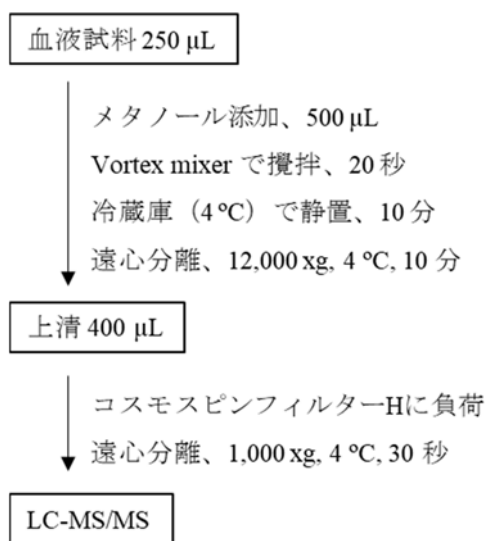 血液試料 250 μL
メタノール添加、500 μL
Vortex mixer で攪拌、20 秒
冷蔵庫（4 ºC）で静置、10 分
遠心分離、12,000 xg, 4 ºC, 10 分
上清 400 μL
コスモスピンフィルターHに負荷
遠心分離、1,000 xg, 4 ºC, 30 秒
LC-MS/MS